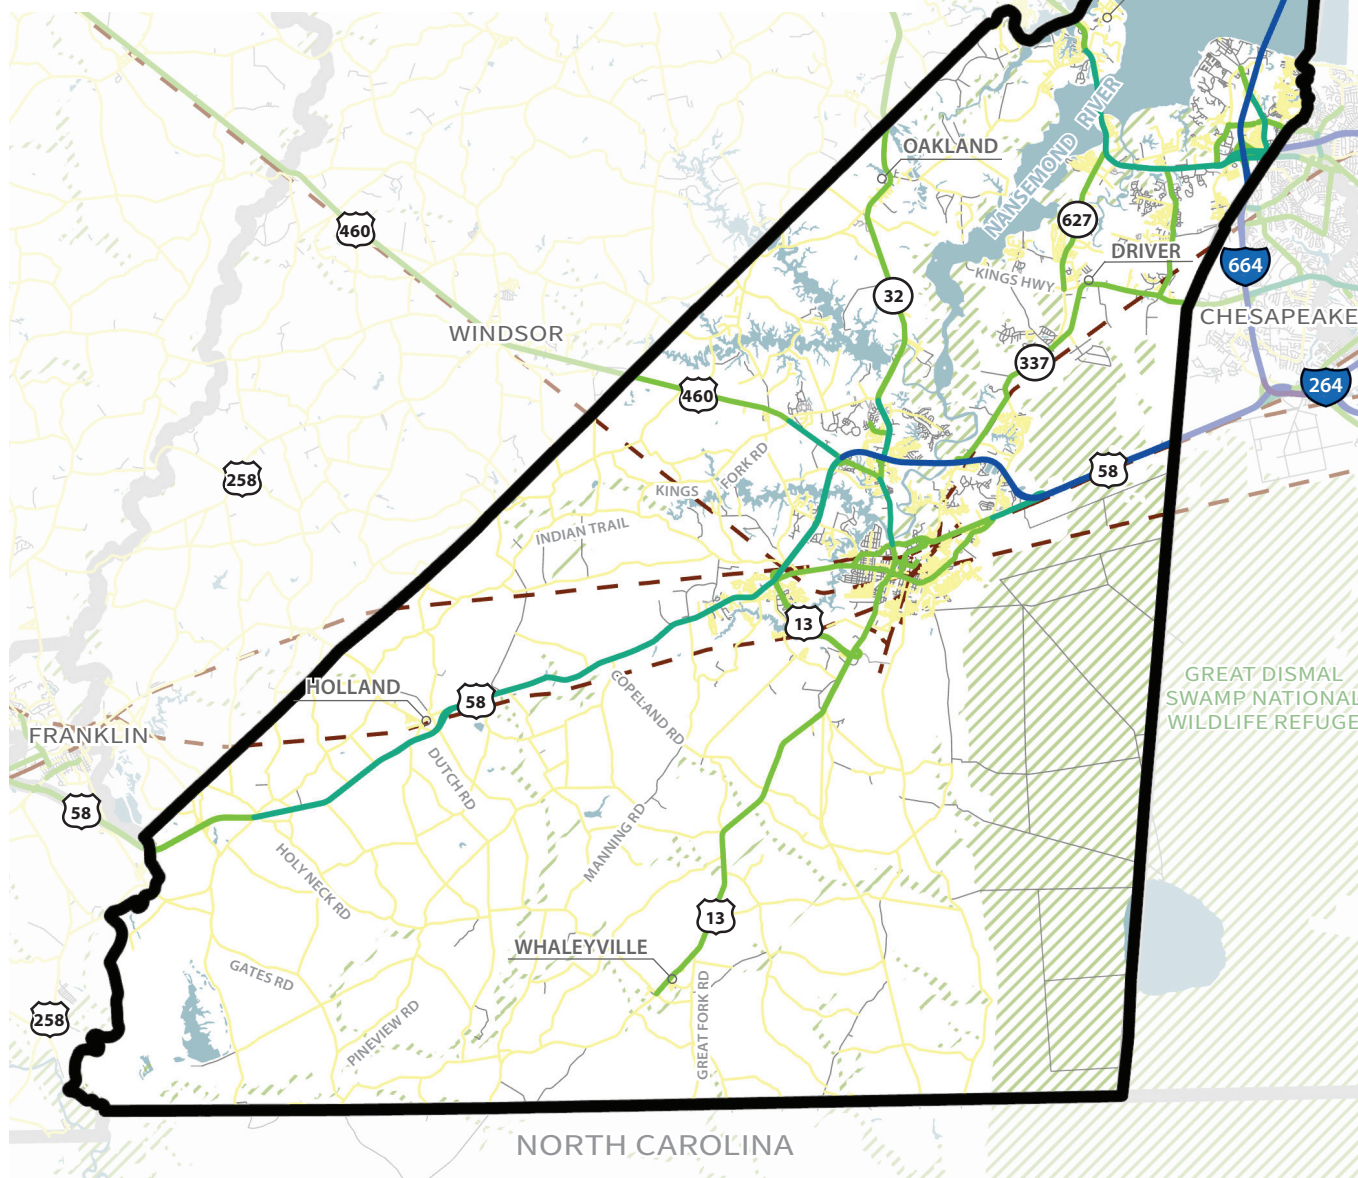 OAKLAND
NANSEMOND RIVER
460
627
DRIVER
664
KINGS HWY
32
CHESAPEAKE
WINDSOR
337
264
460
58
258
KINGS FORK RD
INDIAN TRAIL
13
GREAT DISMAL
SWAMP NATIONAL
WILDLIFE REFUGE
HOLLAND
58
COPELAND RD
FRANKLIN
DUTCH RD
58
MANNING RD
HOLY NECK RD
13
WHALEYVILLE
GATES RD
258
PINEVIEW RD
GREAT FORK RD
NORTH CAROLINA